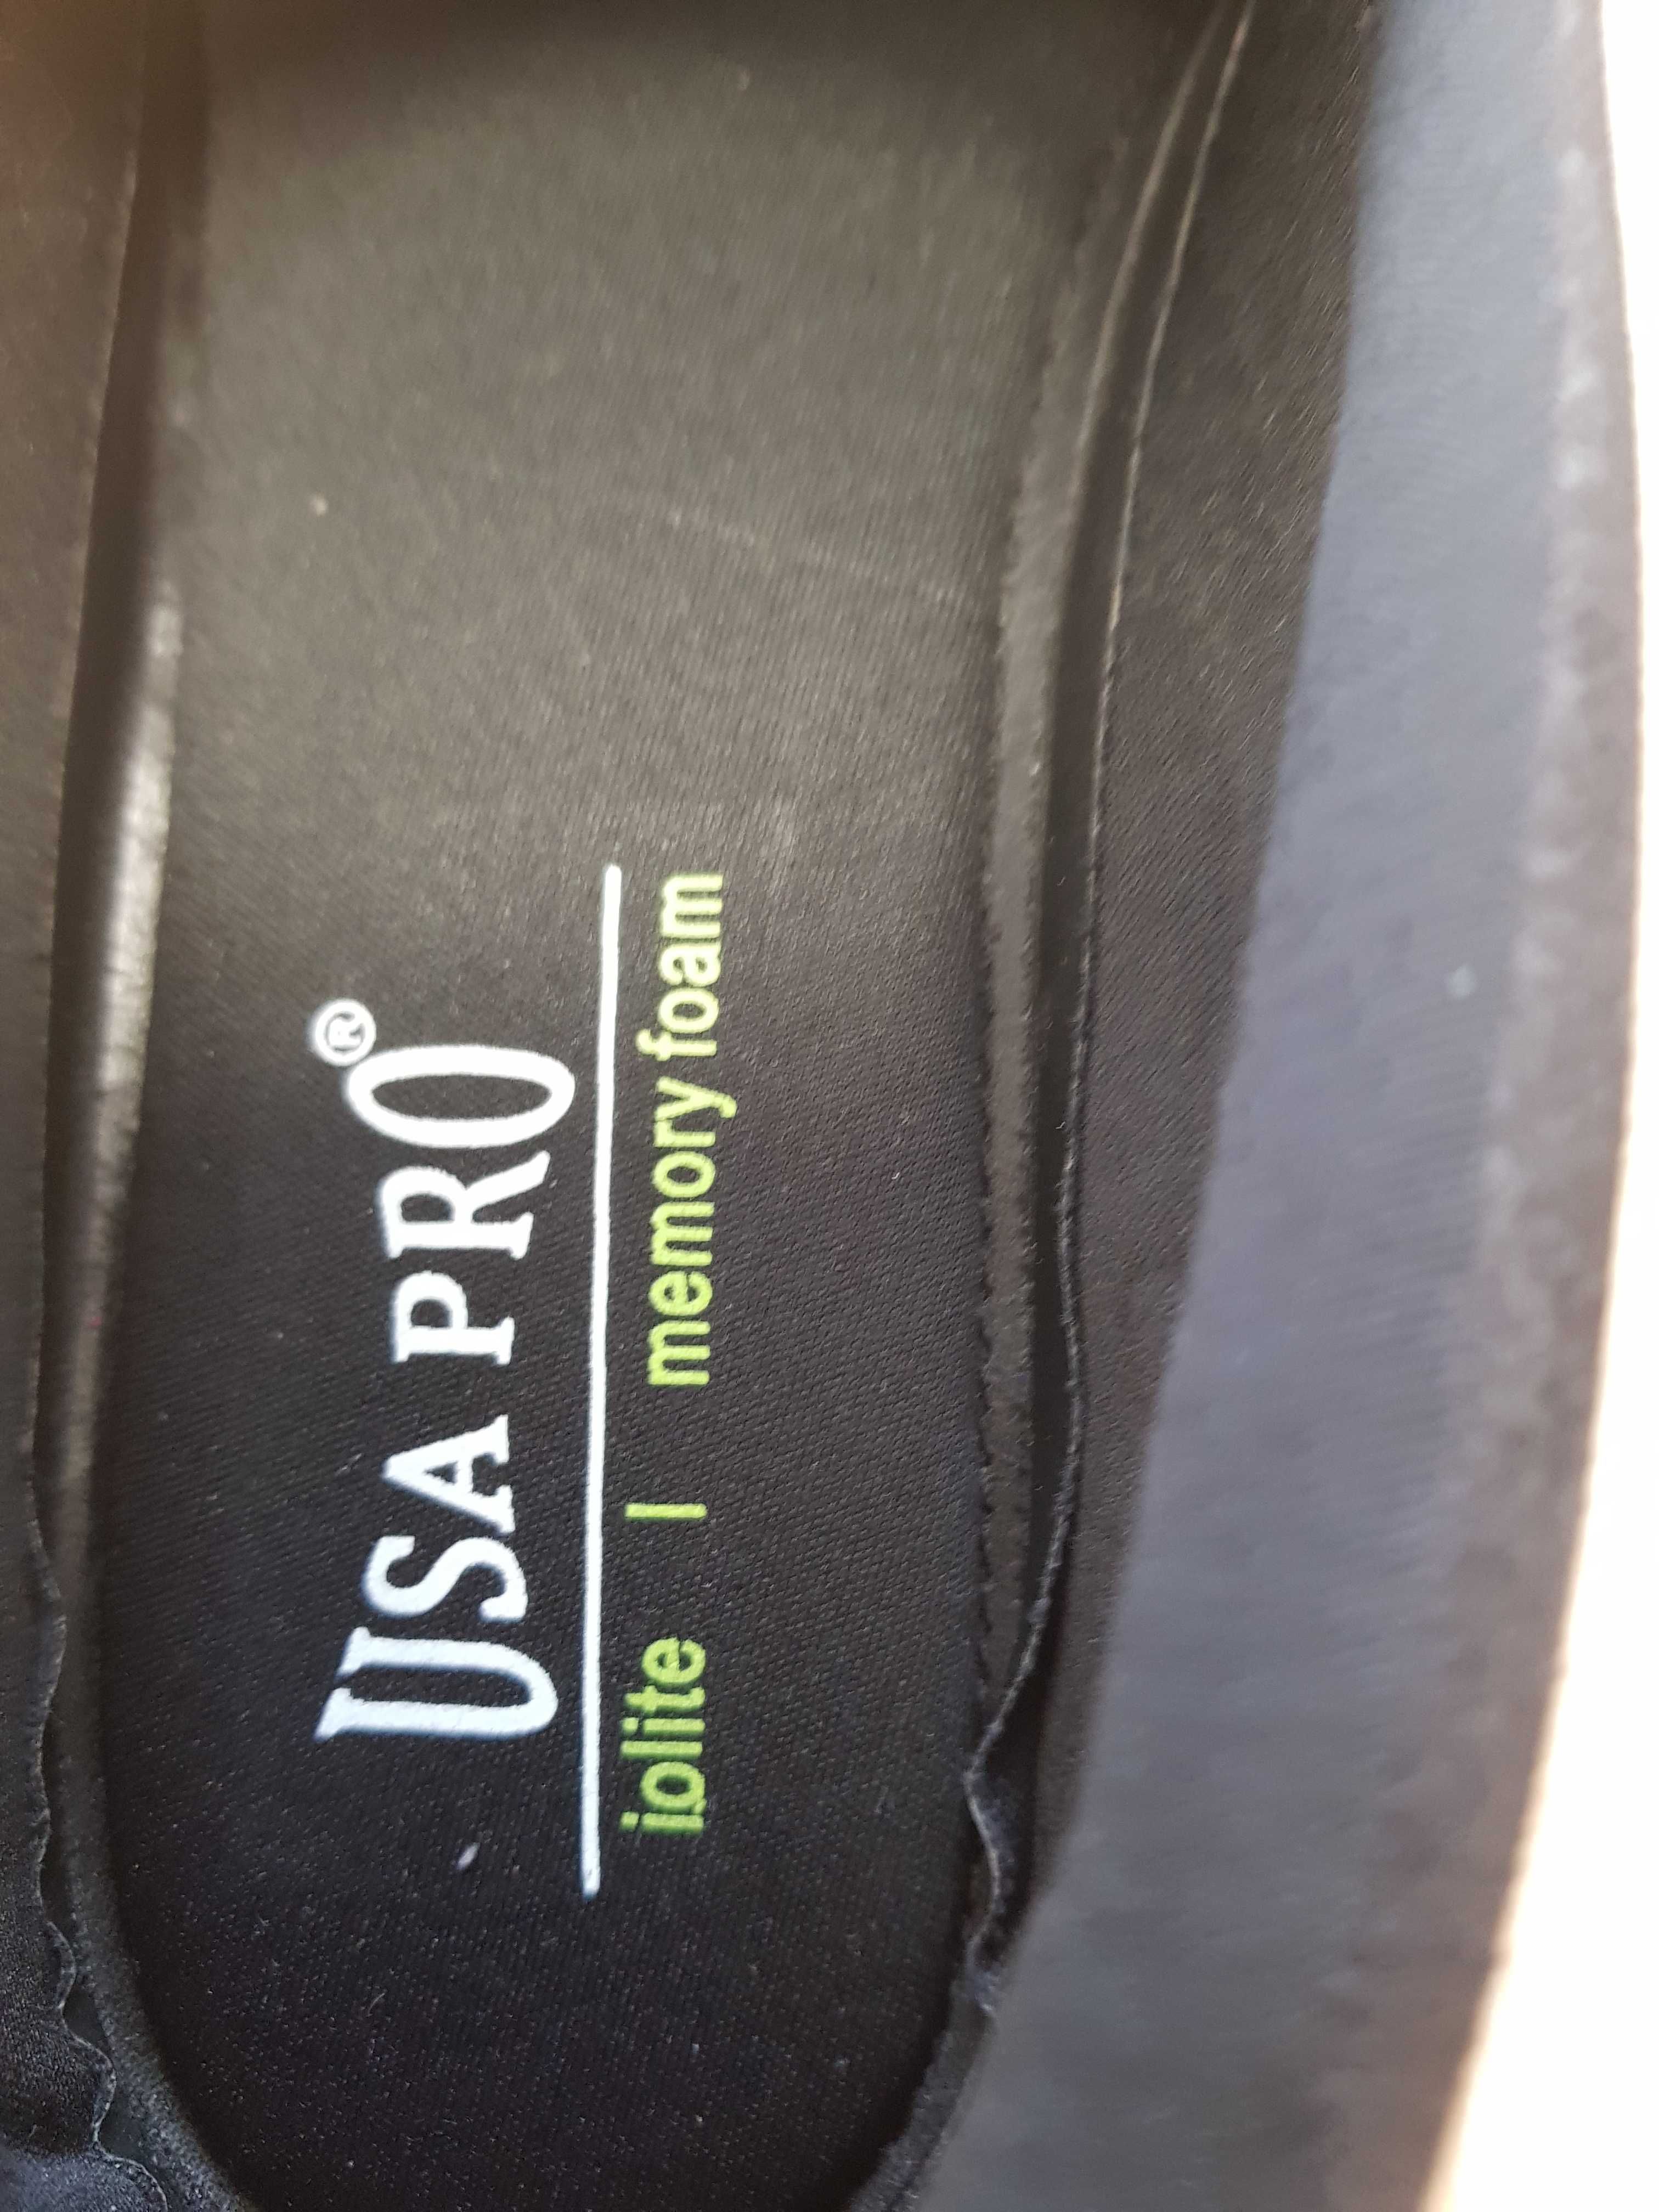 USA PRO®
iolite | memory foam